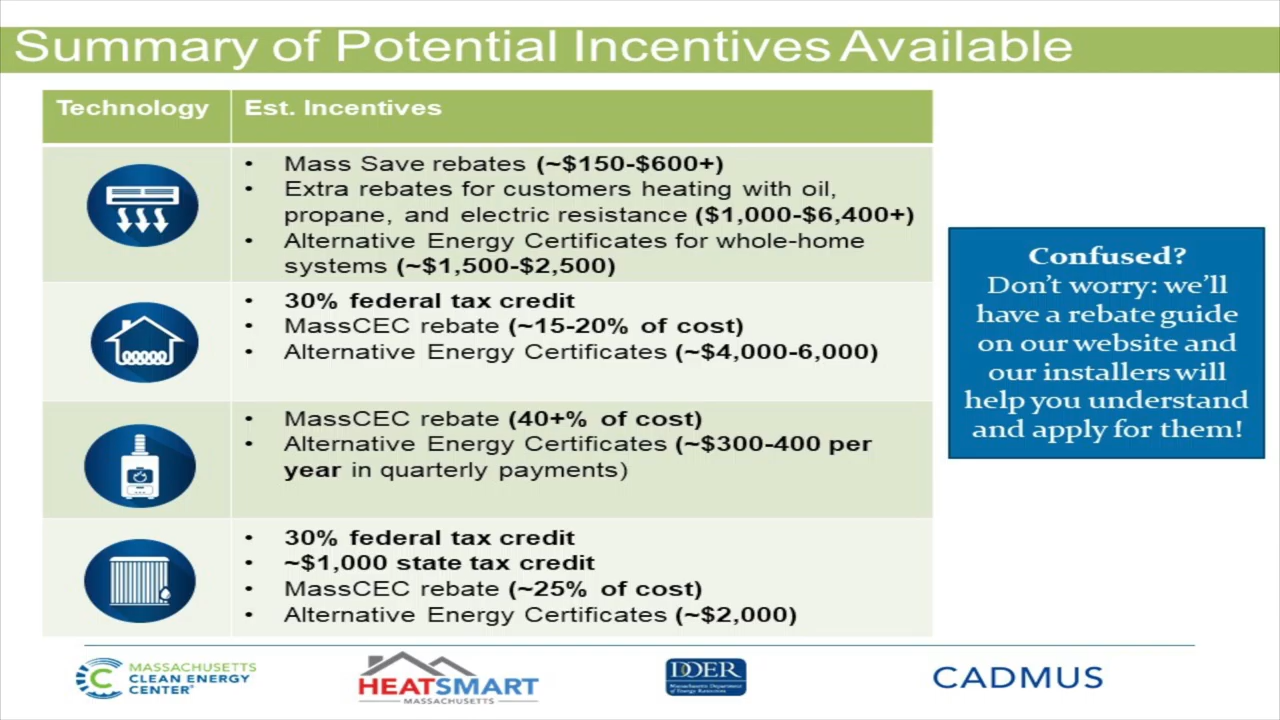 Summary of Potential Incentives Available
Technology
Est. Incentives
• Mass Save rebates (~$150-$600+)
• Extra rebates for customers heating with oil,
propane, and electric resistance ($1,000-$6,400+)
• Alternative Energy Certificates for whole-home
systems (~$1,500-$2,500)
• 30% federal tax credit
• MassCEC rebate (~15-20% of cost)
• Alternative Energy Certificates (~$4,000-6,000)
• MassCEC rebate (40+% of cost)
• Alternative Energy Certificates (~$300-400 per
year in quarterly payments)
• 30% federal tax credit
• ~$1,000 state tax credit
• MassCEC rebate (~25% of cost)
• Alternative Energy Certificates (~$2,000)
Confused?
Don't worry: we'll
have a rebate guide
on our website and
our installers will
help you understand
and apply for them!
MASSACHUSETTS
CLEAN ENERGY
CENTER
HEATSMART
MASSACHUSETTS
DOER
Massachusetts Department
of Energy Resources
CADMUS